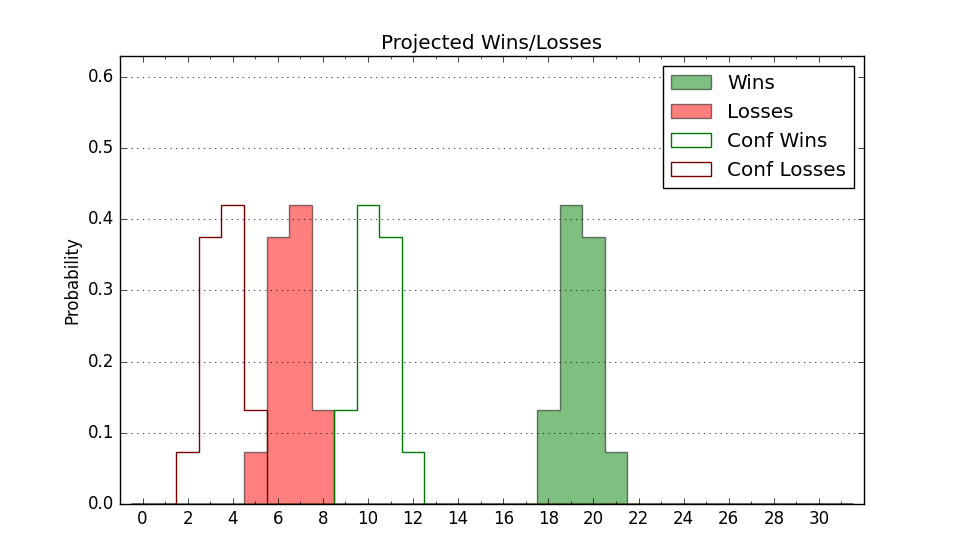 Projected Wins/Losses
Wins
Losses
Conf Wins
Conf Losses
Probability
0.6
0.5
0.4
0.3
0.2
0.1
0.0
0 2 4 6 8 10 12 14 16 18 20 22 24 26 28 30